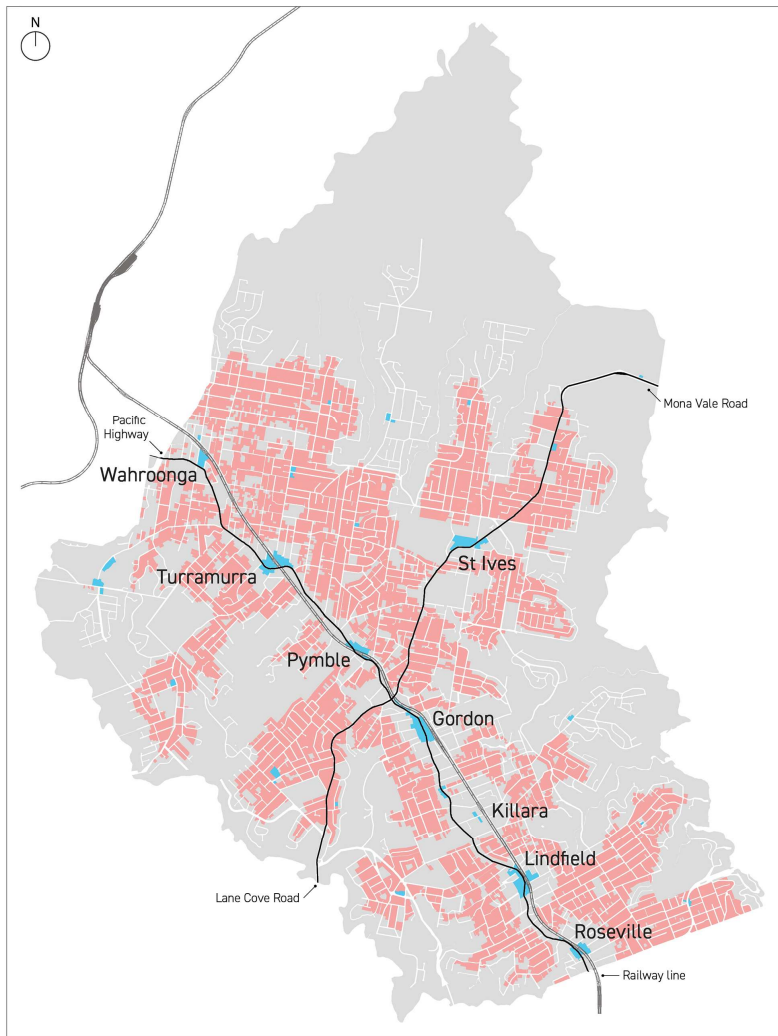 N
Mona Vale Road
Pacific
Highway
Wahroonga
St Ives
Turramurra
Pymble
Gordon
Killara
Lindfield
Lane Cove Road
Roseville
Railway line